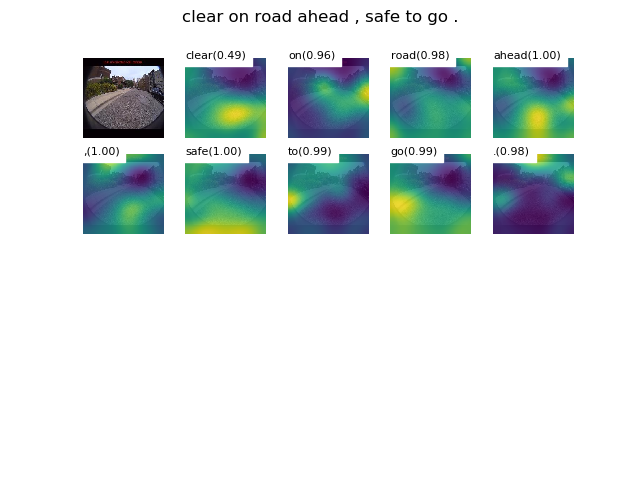 clear on road ahead , safe to go .
clear(0.49) on(0.96) road(0.98) ahead(1.00)
,(1.00) safe(1.00) to(0.99) go(0.99) .(0.98)